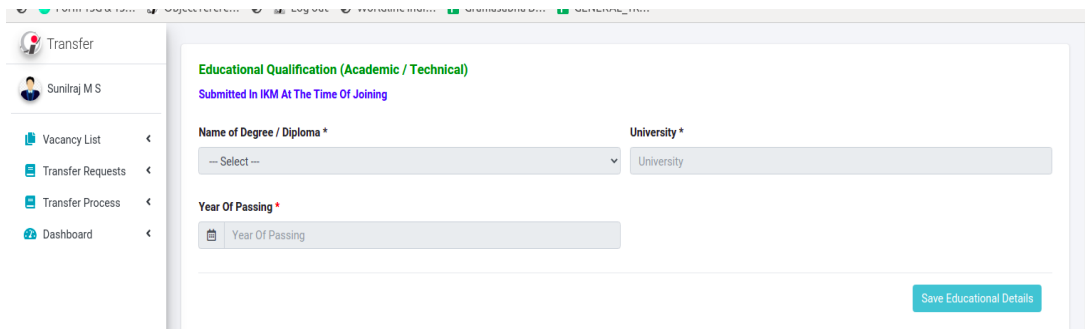 Transfer
Sunilraj M S
Vacancy List
Transfer Requests
Transfer Process
Dashboard
Educational Qualification (Academic / Technical)
Submitted In IKM At The Time Of Joining
Name of Degree / Diploma * University *
--- Select --- University
Year Of Passing *
Year Of Passing
Save Educational Details